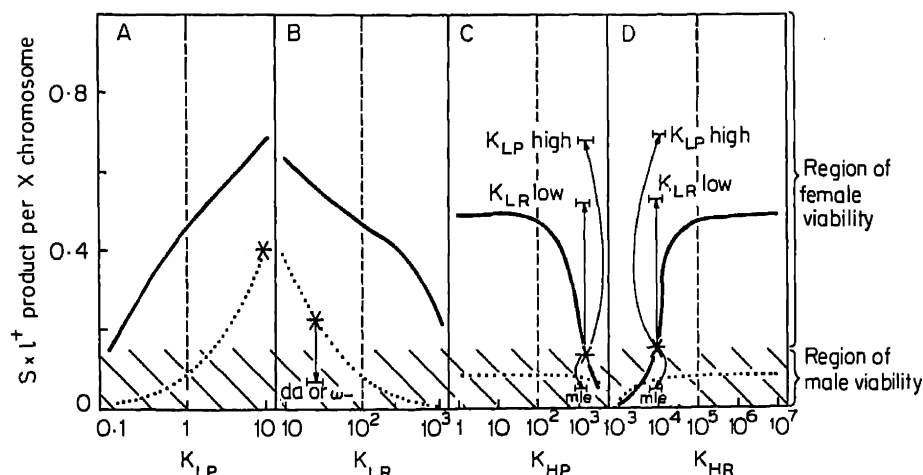 A
B
C
D
S x l⁺ product per X chromosome
0·8
0·4
0
K_LP high
K_LR low
K_LP high
K_LR low
Region of
female
viability
Region of
male viability
da or ω-
mle
mle
0.1 1 10
10 10² 10³
1 10 10² 10³
10³ 10⁴ 10⁵ 10⁶ 10⁷
K_LP
K_LR
K_HP
K_HR